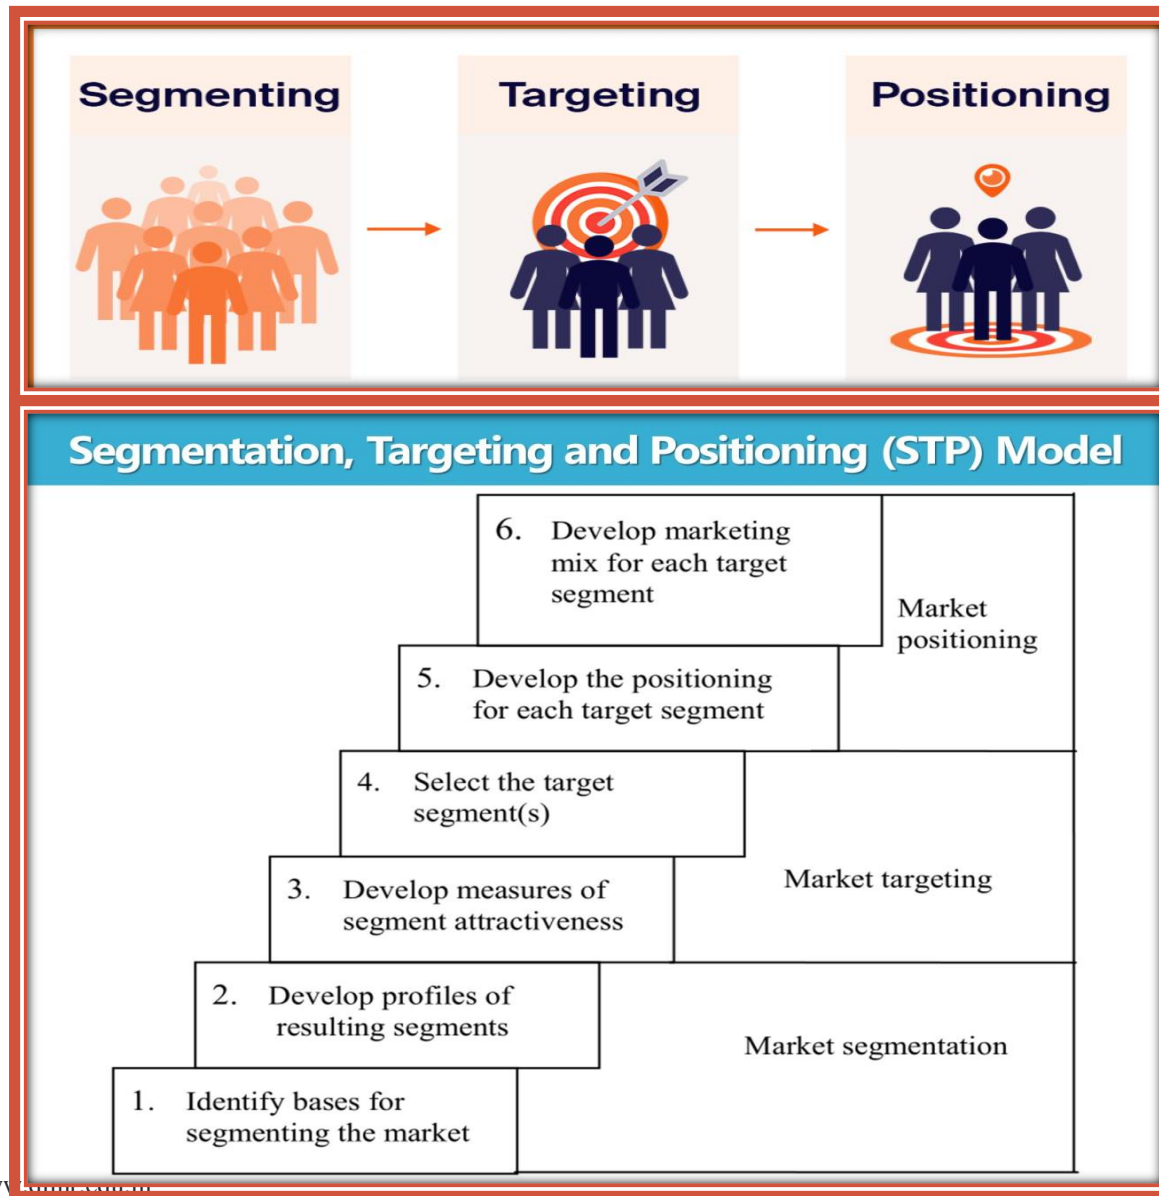 Segmenting
Targeting
Positioning
Segmentation, Targeting and Positioning (STP) Model
6. Develop marketing
mix for each target
segment
Market
positioning
5. Develop the positioning
for each target segment
4. Select the target
segment(s)
Market targeting
3. Develop measures of
segment attractiveness
2. Develop profiles of
resulting segments
Market segmentation
1. Identify bases for
segmenting the market